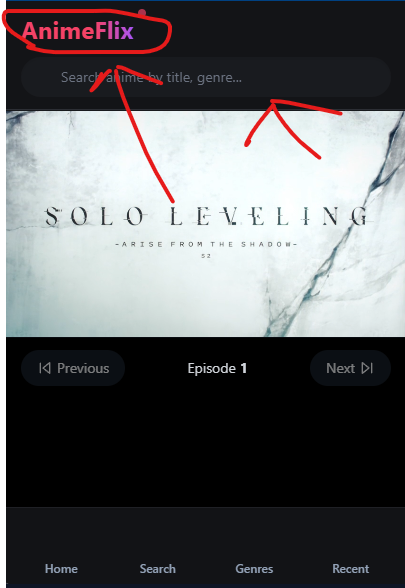 AnimeFlix
Search anime by title, genre...
SOLO LEVELING
-ARISE FROM THE SHADOW-
S2
Previous
Episode 1
Next
Home
Search
Genres
Recent